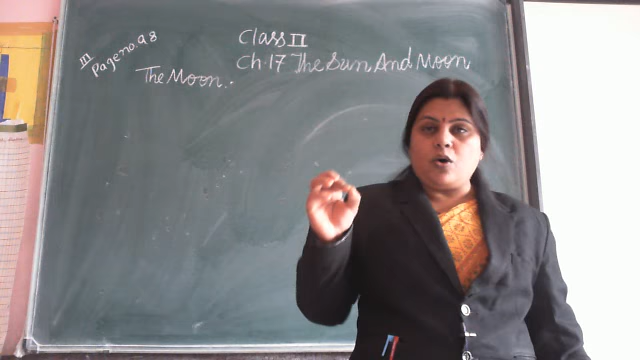 Class II
III
Page no. 98
Ch. 17 The Sun And Moon
The Moon.